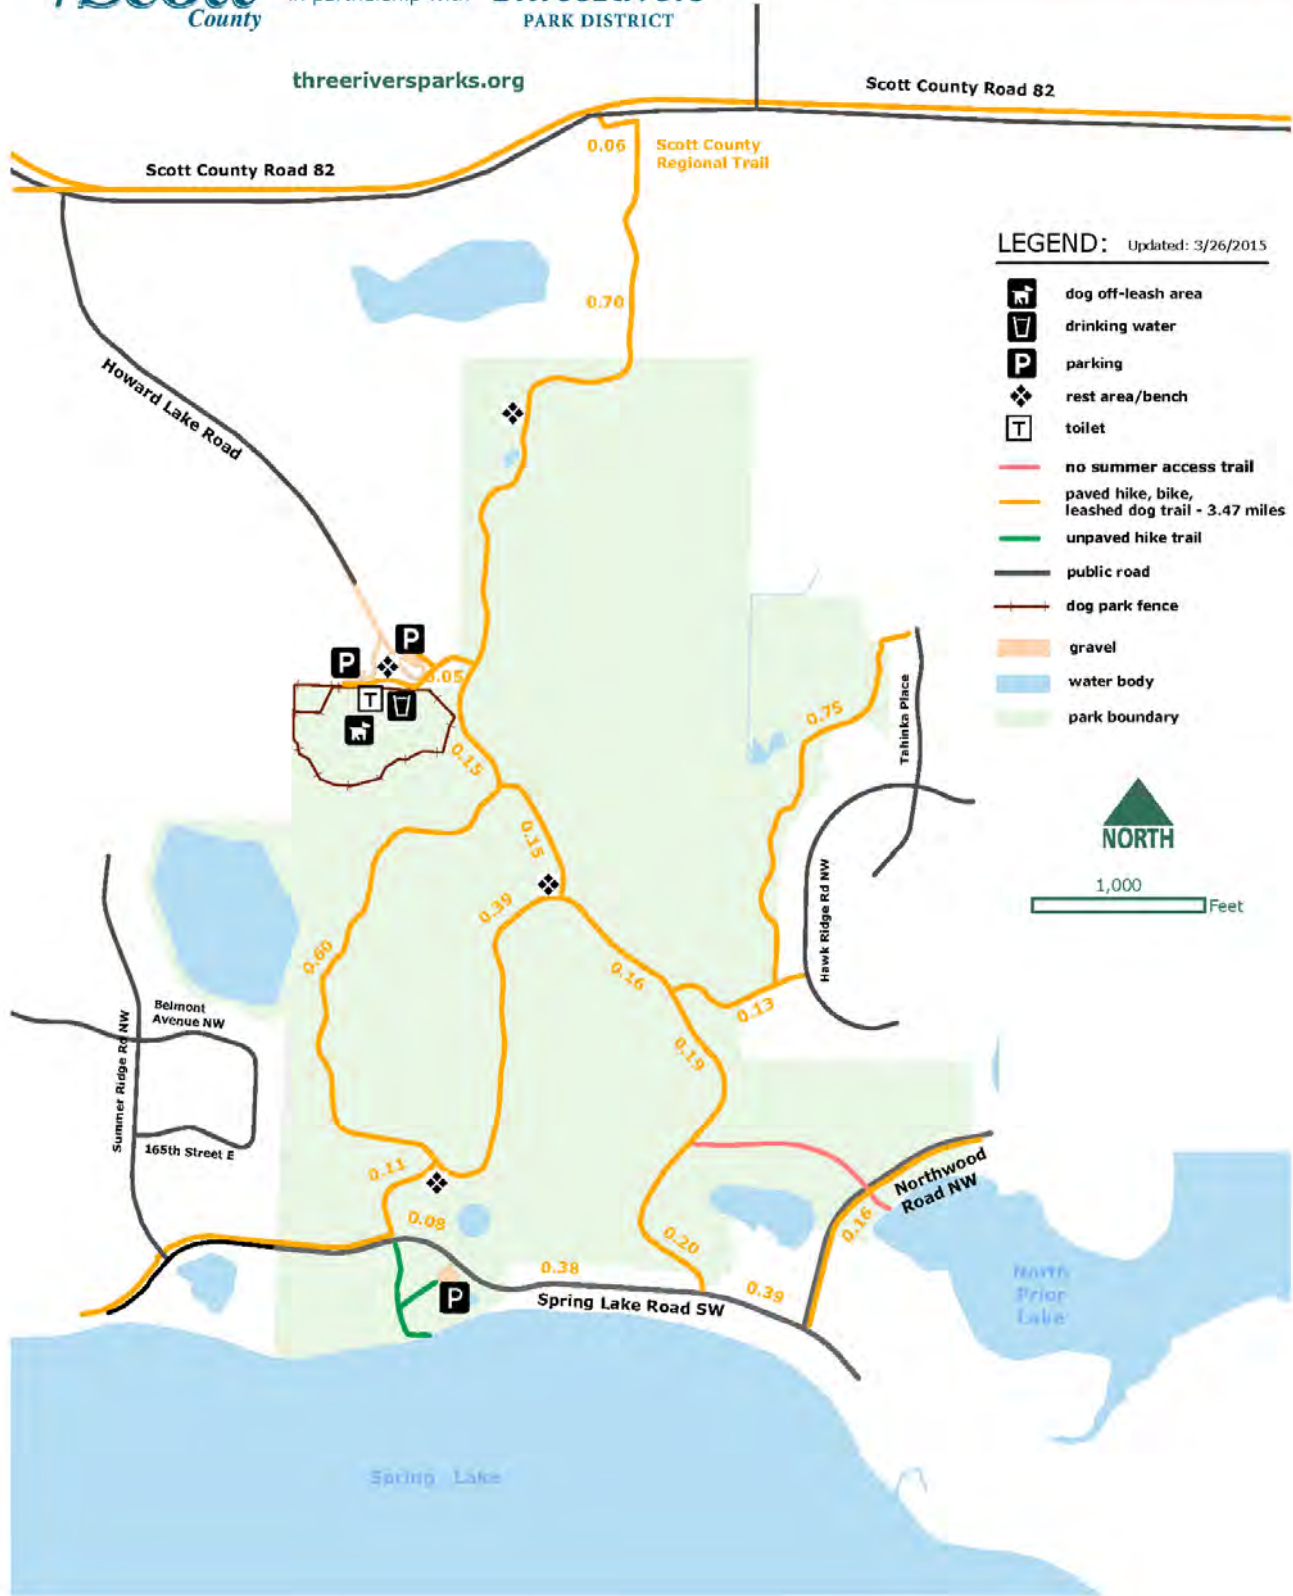 County
PARK DISTRICT
threeriversparks.org
Scott County Road 82
Scott County Road 82
0.06
Scott County
Regional Trail
0.70
Howard Lake Road
LEGEND: Updated: 3/26/2015
dog off-leash area
drinking water
P parking
rest area/bench
T toilet
no summer access trail
paved hike, bike,
leashed dog trail - 3.47 miles
unpaved hike trail
public road
dog park fence
gravel
water body
park boundary
NORTH
1,000
Feet
P
P
0.05
T
0.15
0.75
Tahinka Place
0.15
0.39
0.60
0.16
0.13
Hawk Ridge Rd NW
0.19
Belmont
Avenue NW
Summer Ridge Rd NW
165th Street E
0.11
0.08
0.38
0.20
0.39
0.16
Northwood
Road NW
P
Spring Lake Road SW
North
Prior
Lake
Spring Lake